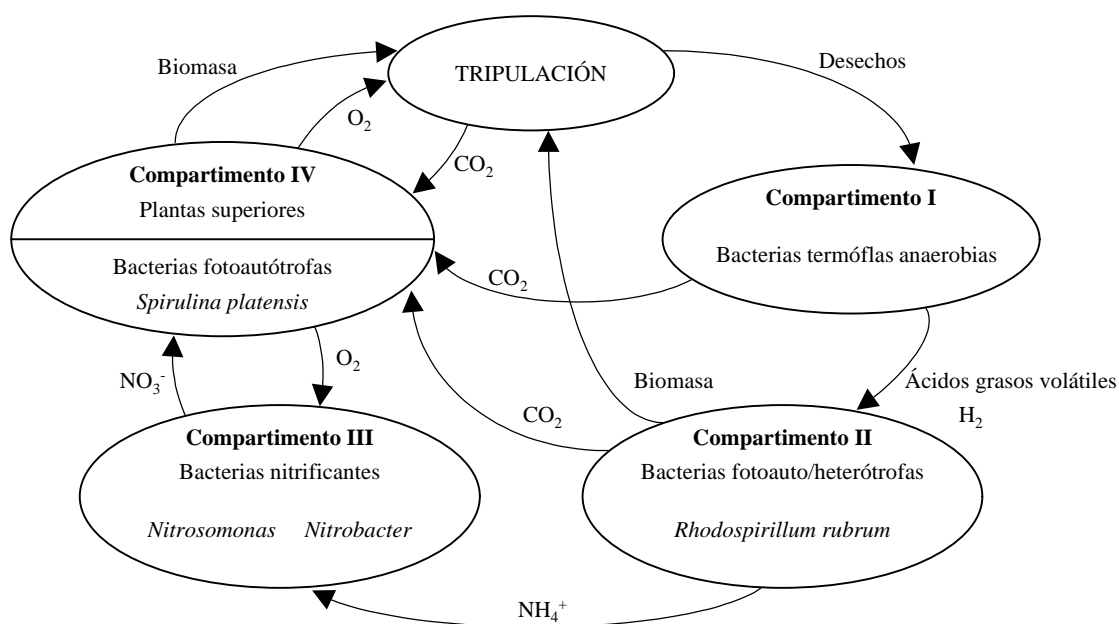 Biomasa
TRIPULACIÓN
Desechos
O₂
CO₂
Compartimento IV
Plantas superiores
Bacterias fotoautótrofas
Spirulina platensis
Compartimento I
Bacterias termóflas anaerobias
CO₂
O₂
NO₃⁻
CO₂
Biomasa
Ácidos grasos volátiles
H₂
Compartimento III
Bacterias nitrificantes
Nitrosomonas Nitrobacter
Compartimento II
Bacterias fotoauto/heterótrofas
Rhodospirillum rubrum
NH₄⁺